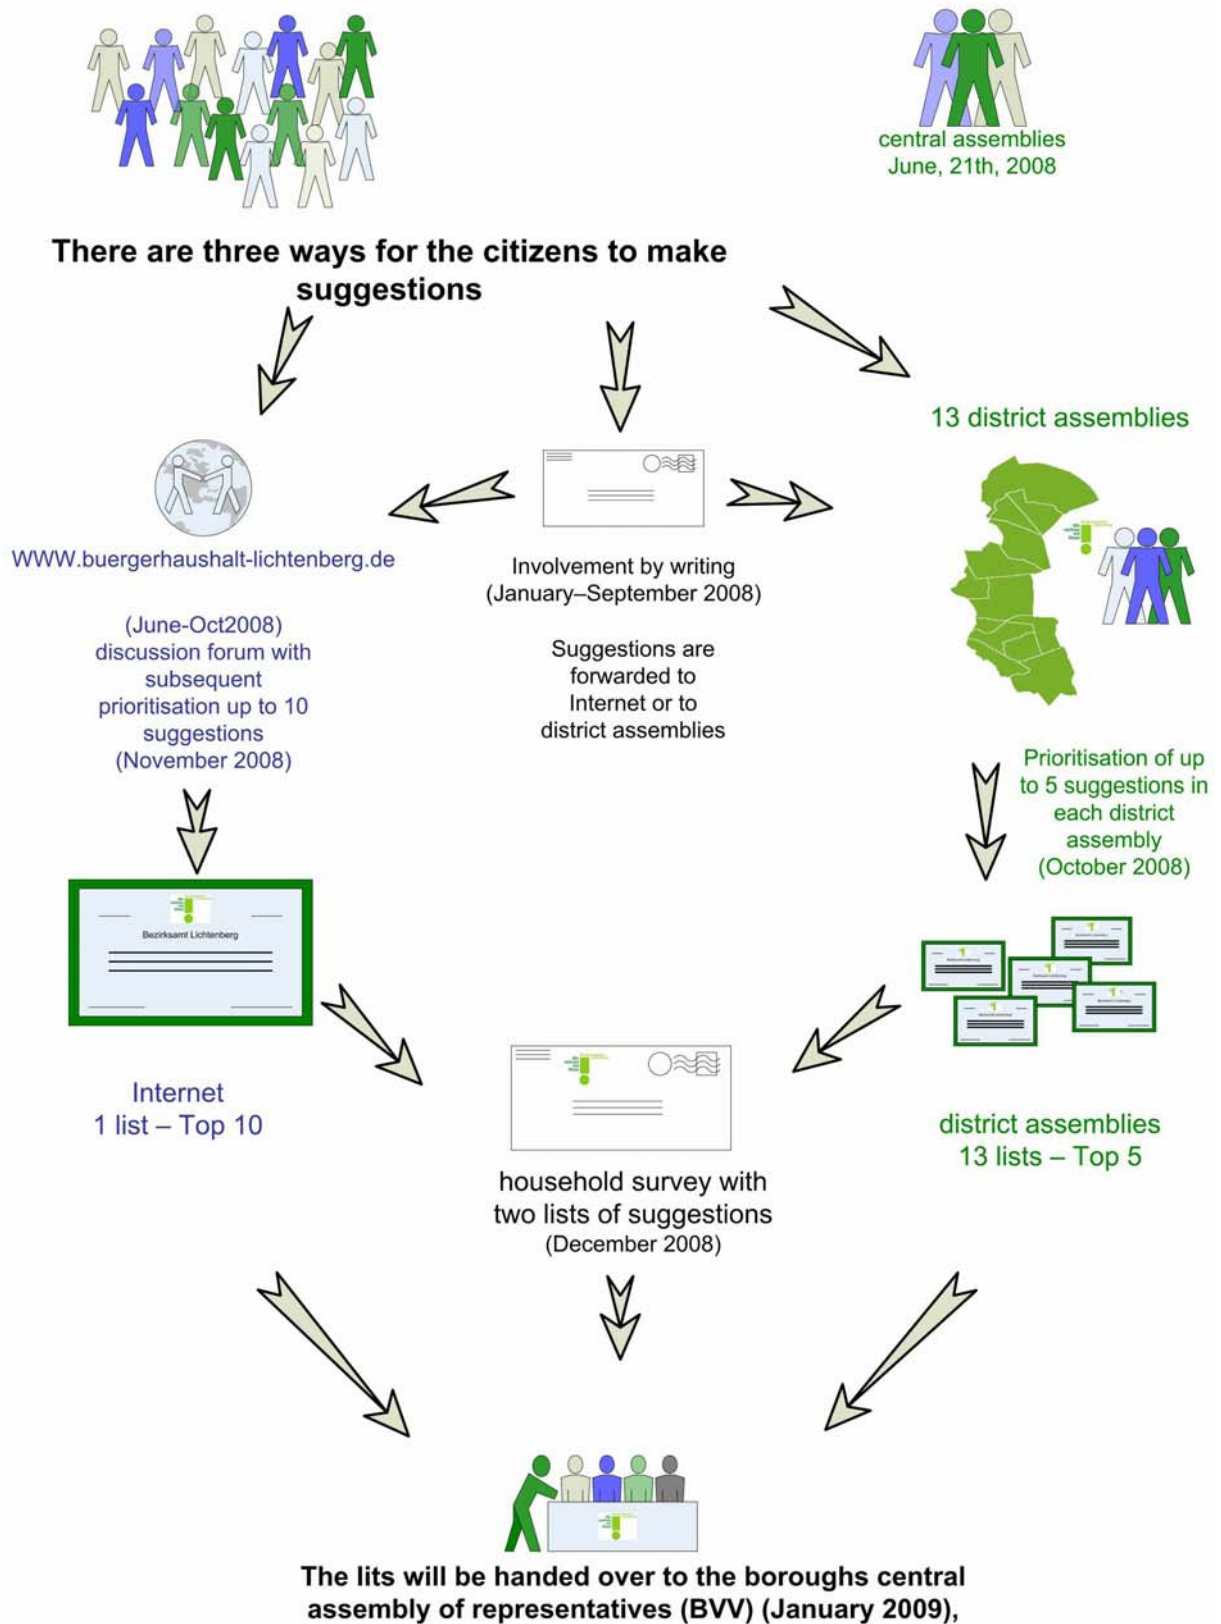 central assemblies
June, 21th, 2008
There are three ways for the citizens to make
suggestions
13 district assemblies
WWW.buergerhaushalt-lichtenberg.de
(June-Oct2008)
discussion forum with
subsequent
prioritisation up to 10
suggestions
(November 2008)
Involvement by writing
(January–September 2008)
Suggestions are
forwarded to
Internet or to
district assemblies
Prioritisation of up
to 5 suggestions in
each district
assembly
(October 2008)
Bezirksamt Lichtenberg
Internet
1 list – Top 10
district assemblies
13 lists – Top 5
household survey with
two lists of suggestions
(December 2008)
The lits will be handed over to the boroughs central
assembly of representatives (BVV) (January 2009),